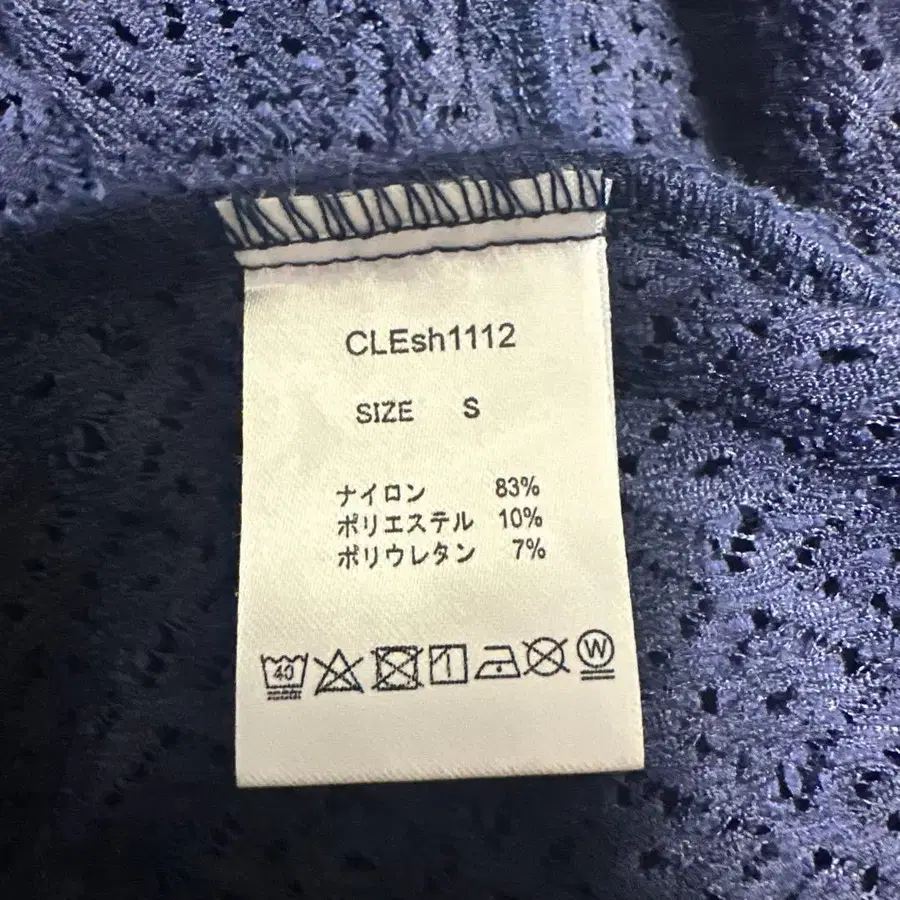 CLEsh1112
SIZE S
ナイロン 83%
ポリエステル 10%
ポリウレタン 7%
40 W